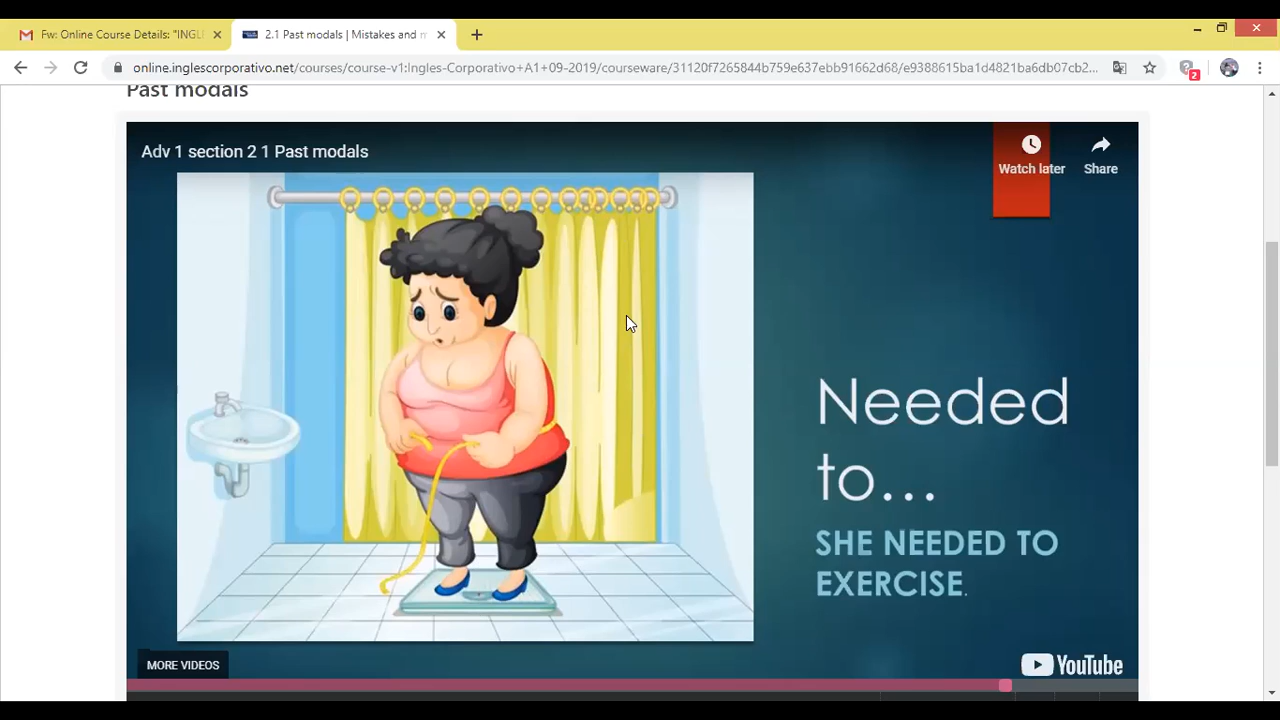 Fw: Online Course Details: "INGL
2.1 Past modals | Mistakes and m
online.inglescorporativo.net/courses/course-v1:Ingles-Corporativo+A1+09-2019/courseware/31120f7265844b759e637ebb91662d68/e9388615ba1d4821ba6db07cb2...
2
Past modals
Adv 1 section 2 1 Past modals
Watch later
Share
Needed
to...
SHE NEEDED TO
EXERCISE.
MORE VIDEOS
YouTube